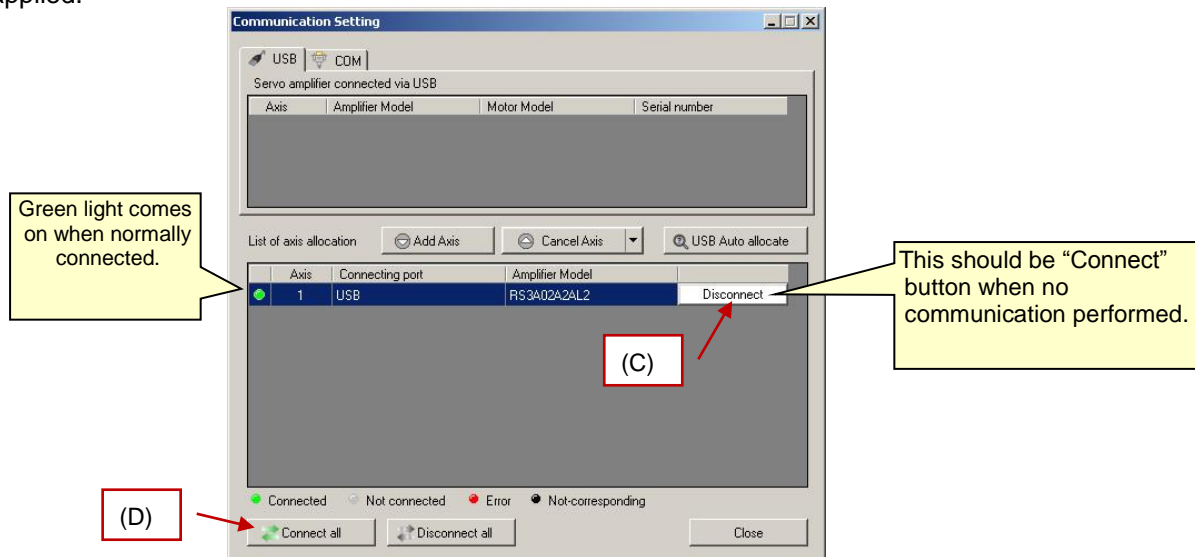 applied.
Communication Setting
USB COM
Servo amplifier connected via USB
Axis Amplifier Model Motor Model Serial number
Green light comes
on when normally
connected.
List of axis allocation Add Axis Cancel Axis USB Auto allocate
Axis Connecting port Amplifier Model
1 USB RS3A02A2AL2 Disconnect
This should be “Connect”
button when no
communication performed.
(C)
Connected Not connected Error Not-corresponding
(D)
Connect all Disconnect all Close